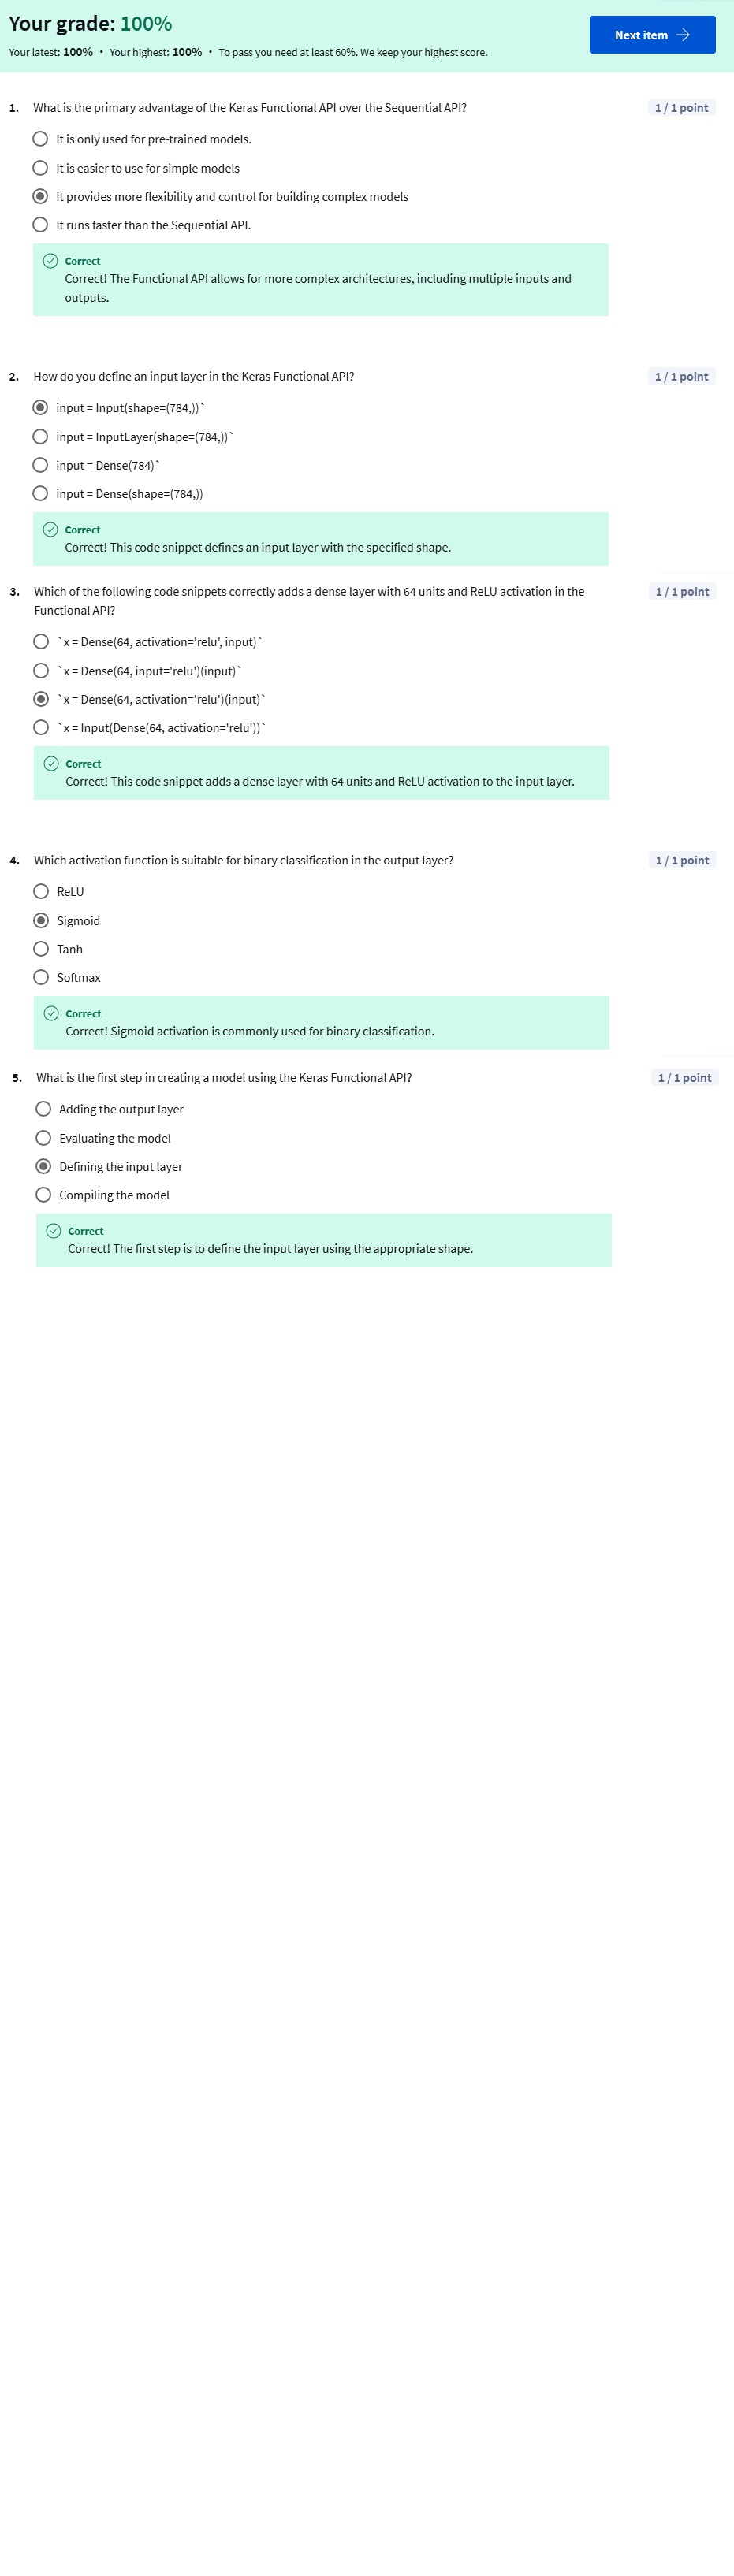 Your grade: 100%
Your latest: 100% • Your highest: 100% • To pass you need at least 60%. We keep your highest score.
Next item →
1. What is the primary advantage of the Keras Functional API over the Sequential API?
1 / 1 point
It is only used for pre-trained models.
It is easier to use for simple models
It provides more flexibility and control for building complex models
It runs faster than the Sequential API.
Correct
Correct! The Functional API allows for more complex architectures, including multiple inputs and
outputs.
2. How do you define an input layer in the Keras Functional API?
1 / 1 point
input = Input(shape=(784,))`
input = InputLayer(shape=(784,))`
input = Dense(784)`
input = Dense(shape=(784,))
Correct
Correct! This code snippet defines an input layer with the specified shape.
3. Which of the following code snippets correctly adds a dense layer with 64 units and ReLU activation in the
Functional API?
1 / 1 point
`x = Dense(64, activation='relu', input)`
`x = Dense(64, input='relu')(input)`
`x = Dense(64, activation='relu')(input)`
`x = Input(Dense(64, activation='relu'))`
Correct
Correct! This code snippet adds a dense layer with 64 units and ReLU activation to the input layer.
4. Which activation function is suitable for binary classification in the output layer?
1 / 1 point
ReLU
Sigmoid
Tanh
Softmax
Correct
Correct! Sigmoid activation is commonly used for binary classification.
5. What is the first step in creating a model using the Keras Functional API?
1 / 1 point
Adding the output layer
Evaluating the model
Defining the input layer
Compiling the model
Correct
Correct! The first step is to define the input layer using the appropriate shape.